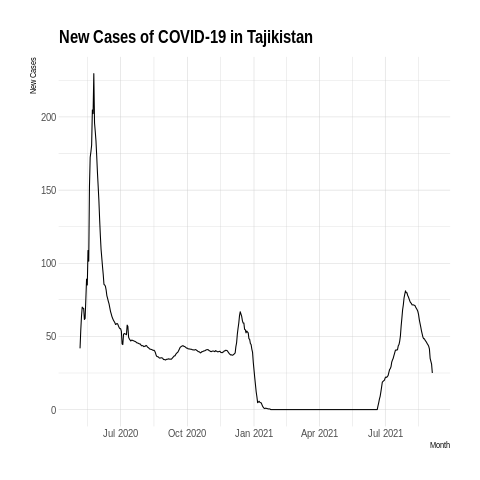 New Cases of COVID-19 in Tajikistan
New Cases
200
150
100
50
0
Jul 2020 Oct 2020 Jan 2021 Apr 2021 Jul 2021
Month